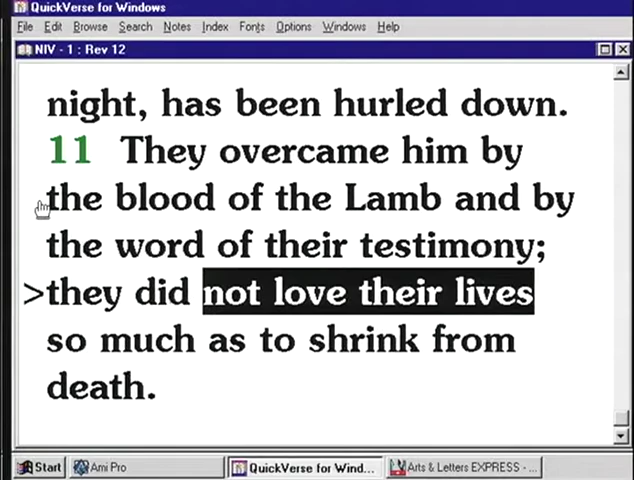 QuickVerse for Windows
File Edit Browse Search Notes Index Fonts Options Windows Help
NIV - 1 : Rev 12
night, has been hurled down.
11 They overcame him by
the blood of the Lamb and by
the word of their testimony;
>they did not love their lives
so much as to shrink from
death.
Start Ami Pro QuickVerse for Wind... Arts & Letters EXPRESS - ...